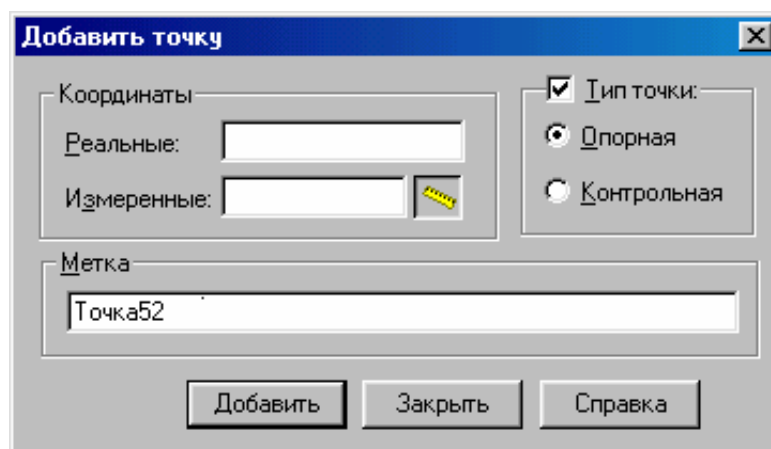 Добавить точку
Координаты
Реальные:
Измеренные:
Тип точки:
Опорная
Контрольная
Метка
Точка52
Добавить
Закрыть
Справка